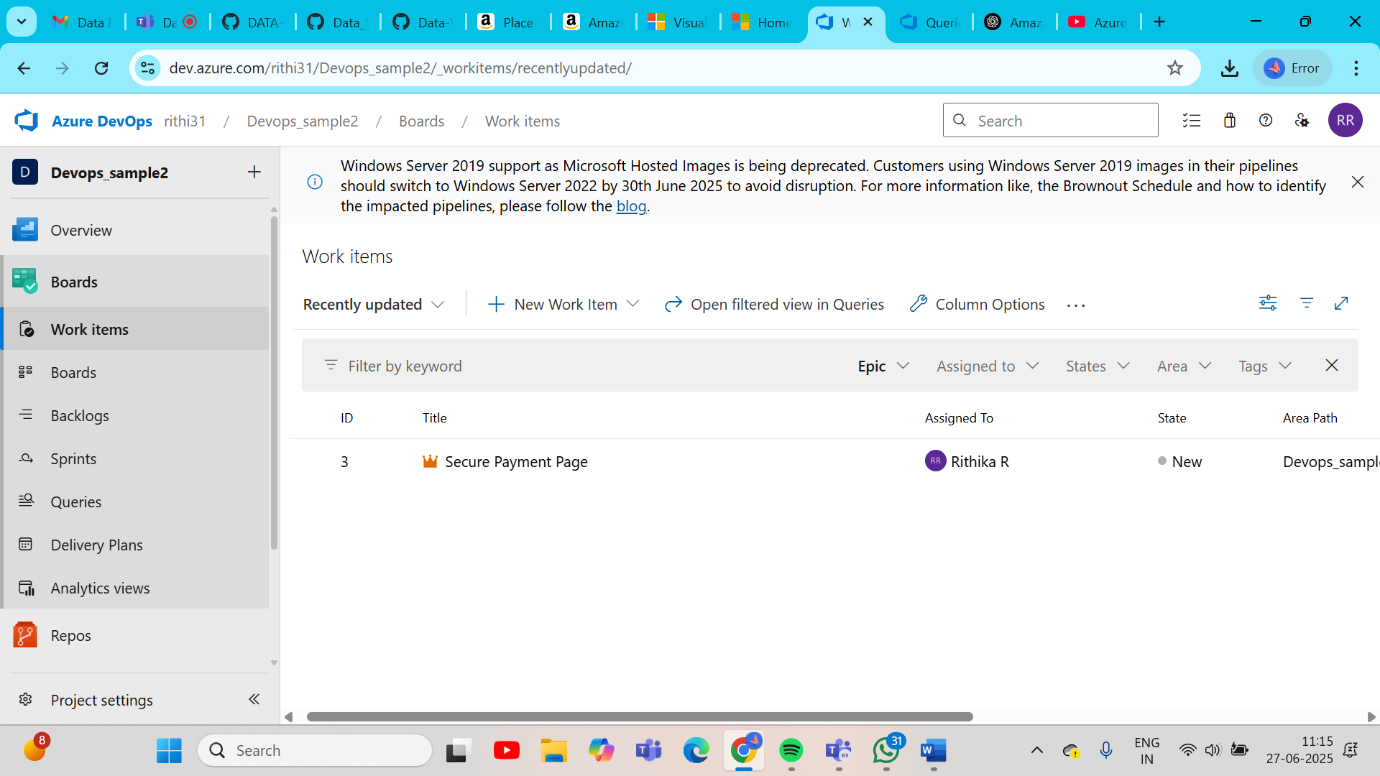 Data E
Da
DATA-
Data_
Data-
Place
Amaz
Visual
Home
W
Queri
Amaz
Azure
dev.azure.com/rithi31/Devops_sample2/_workitems/recentlyupdated/
Error
Azure DevOps rithi31 / Devops_sample2 / Boards / Work items
Search
RR
D Devops_sample2
Windows Server 2019 support as Microsoft Hosted Images is being deprecated. Customers using Windows Server 2019 images in their pipelines
should switch to Windows Server 2022 by 30th June 2025 to avoid disruption. For more information like, the Brownout Schedule and how to identify
the impacted pipelines, please follow the blog.
Overview
Boards
Work items
Boards
Backlogs
Sprints
Queries
Delivery Plans
Analytics views
Repos
Project settings
Work items
Recently updated
New Work Item
Open filtered view in Queries
Column Options
Filter by keyword
Epic
Assigned to
States
Area
Tags
ID Title Assigned To State Area Path
3 Secure Payment Page RR Rithika R New Devops_sampl
8
Search
RR
31
ENG
IN
11:15
27-06-2025